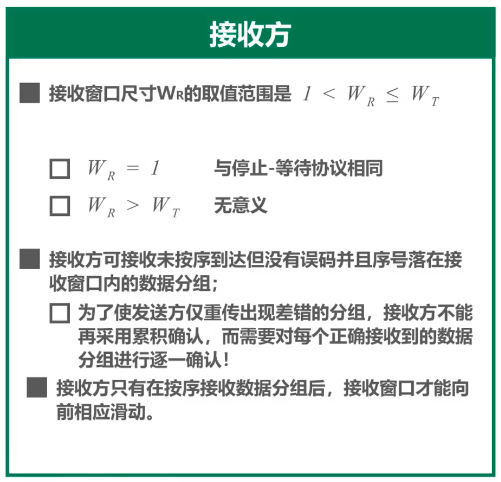 接收方
接收窗口尺寸WR的取值范围是 1 < W R ≤ W T
W R = 1 与停止-等待协议相同
W R > W T 无意义
接收方可接收未按序到达但没有误码并且序号落在接
收窗口内的数据分组;
为了使发送方仅重传出现差错的分组，接收方不能
再采用累积确认，而需要对每个正确接收到的数据
分组进行逐一确认！
接收方只有在按序接收数据分组后，接收窗口才能向
前相应滑动。